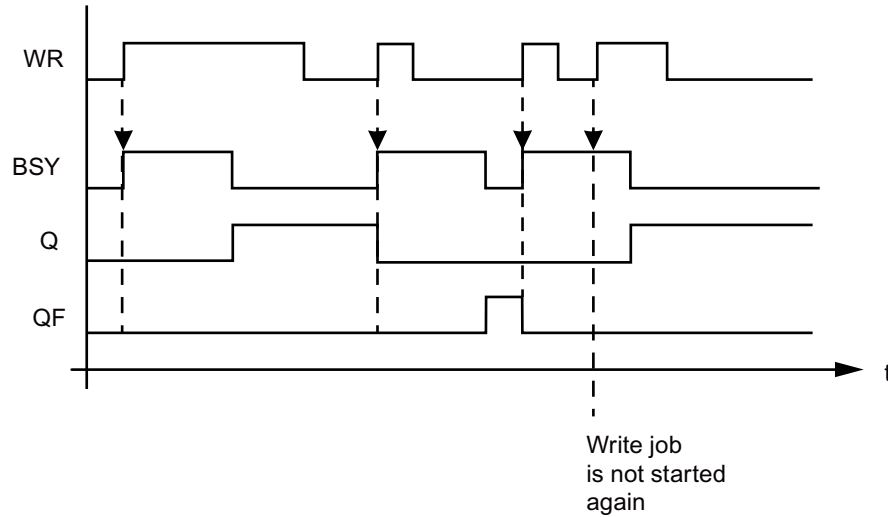 WR
BSY
Q
QF
t
Write job
is not started
again